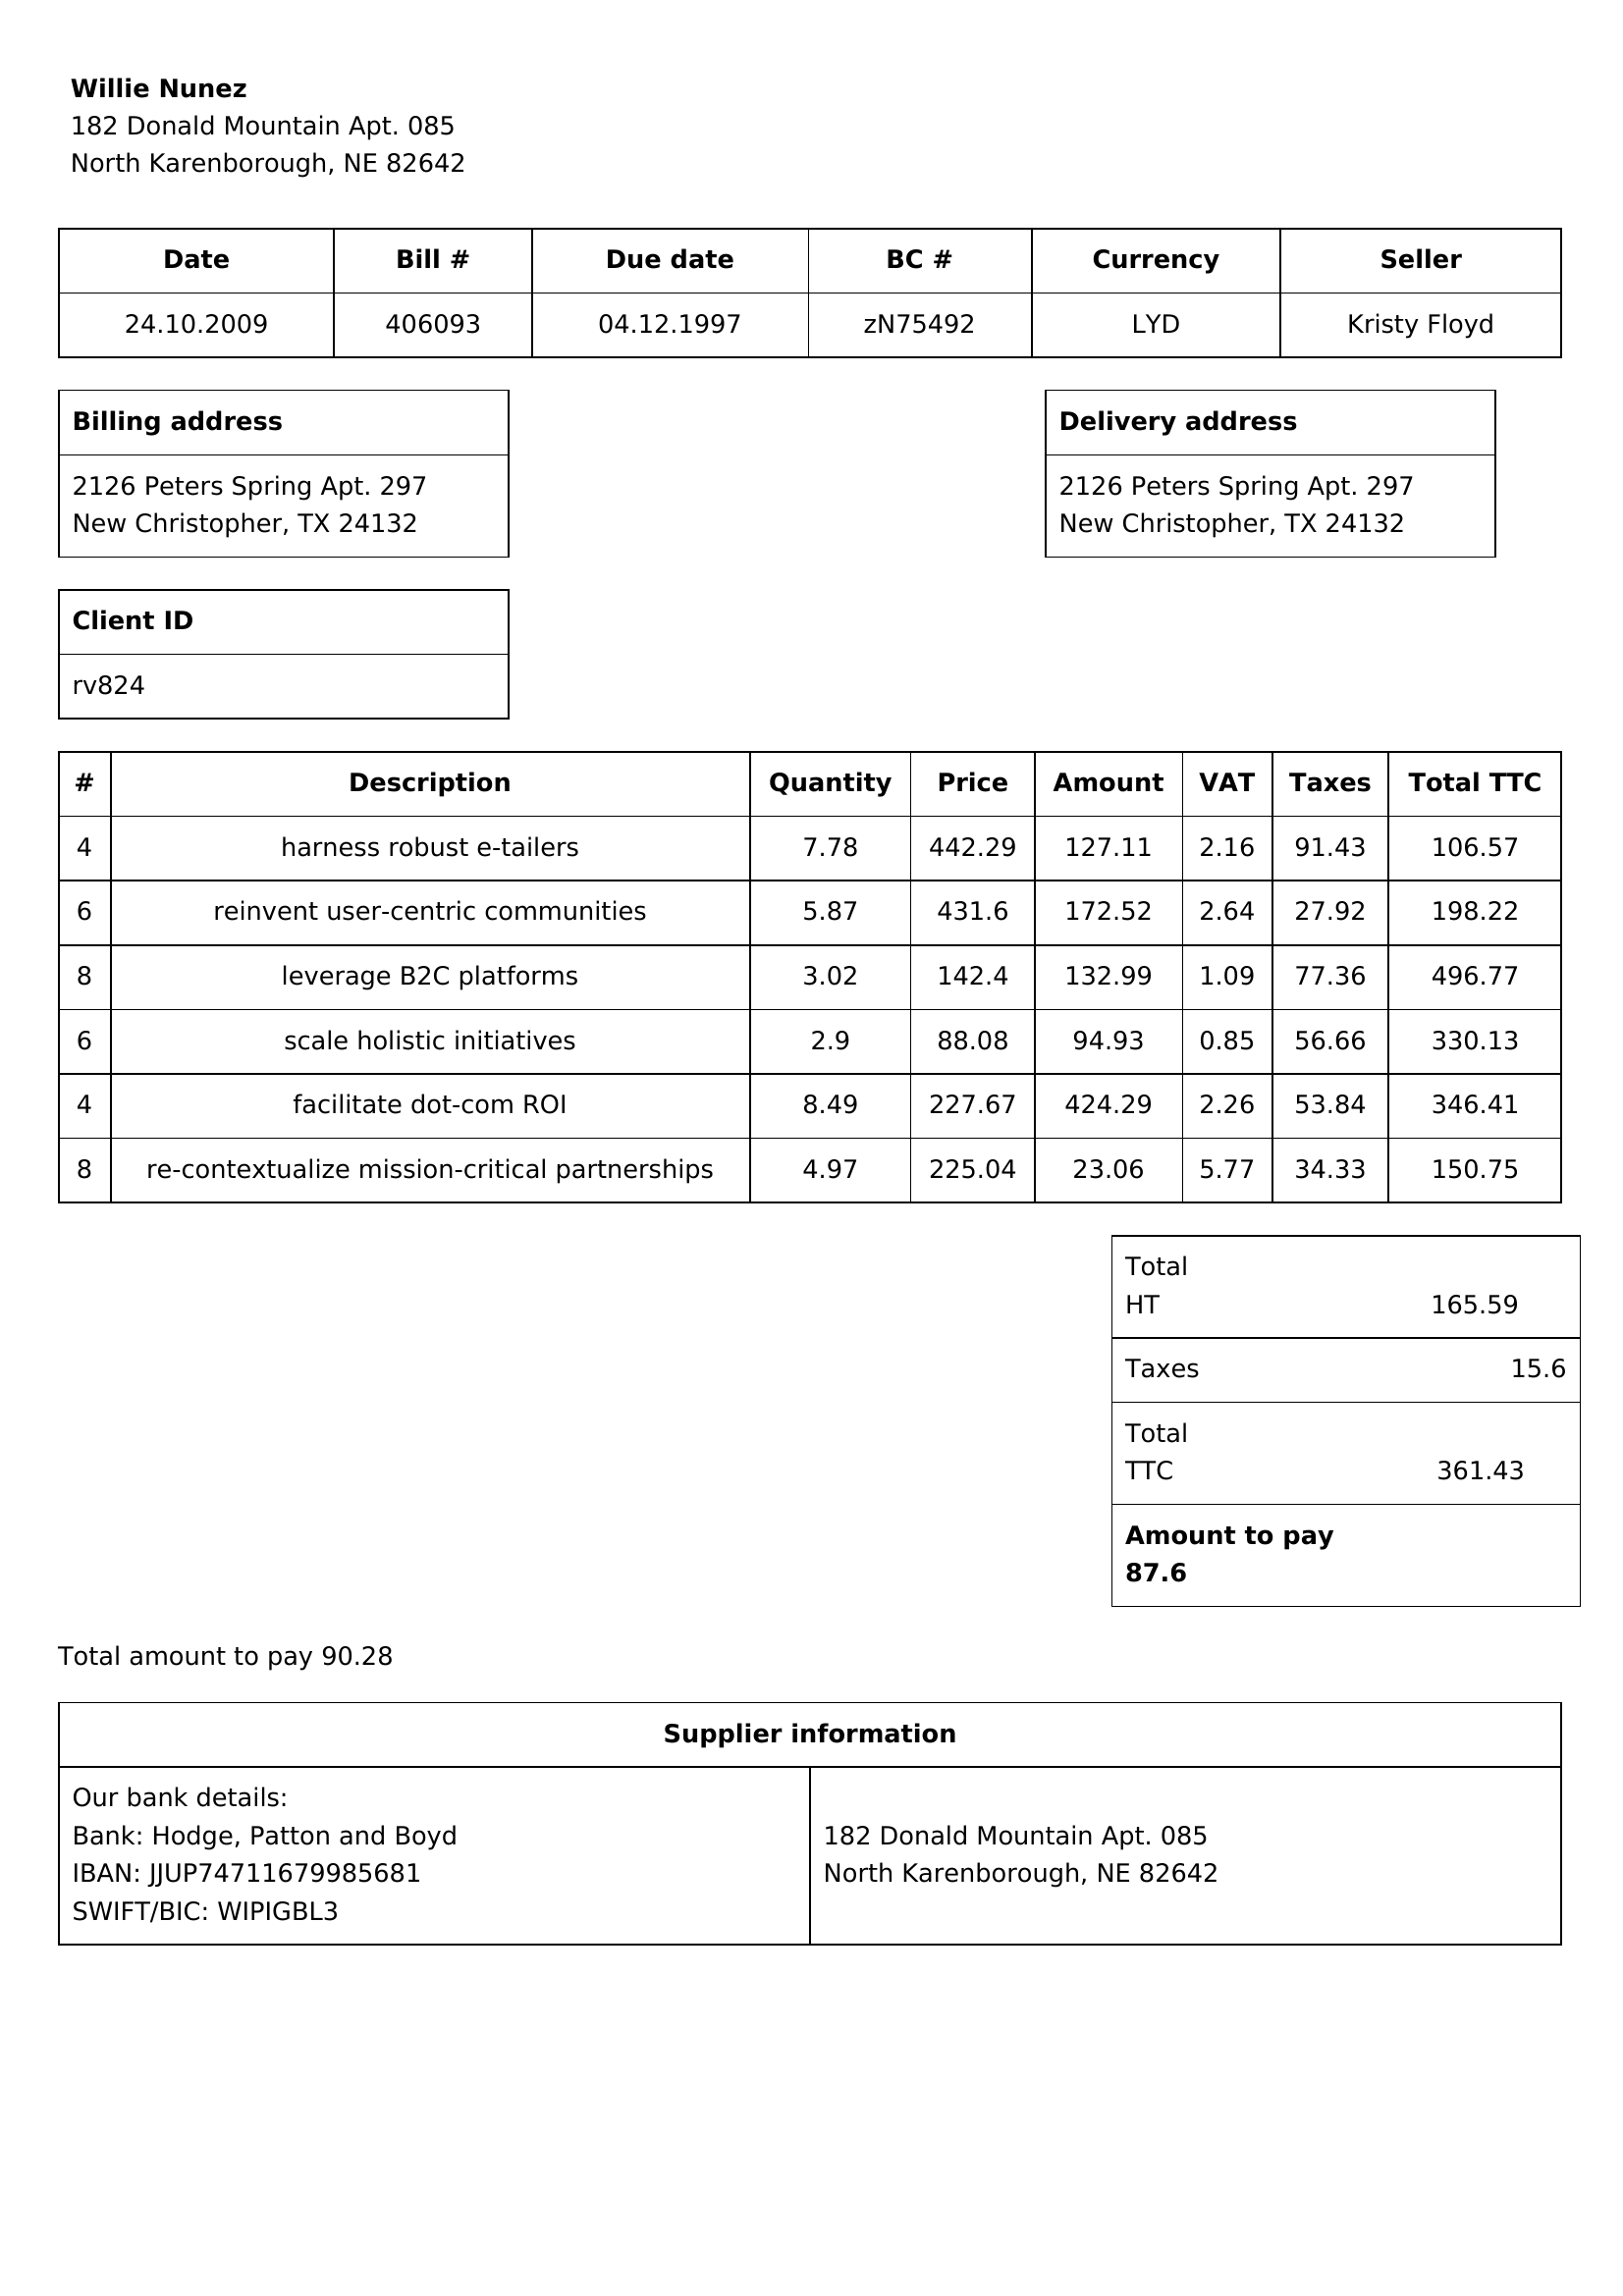 Willie Nunez
182 Donald Mountain Apt. 085
North Karenborough, NE 82642
Date Bill # Due date BC # Currency Seller
24.10.2009 406093 04.12.1997 zN75492 LYD Kristy Floyd
Billing address
2126 Peters Spring Apt. 297
New Christopher, TX 24132
Delivery address
2126 Peters Spring Apt. 297
New Christopher, TX 24132
Client ID
rv824
# Description Quantity Price Amount VAT Taxes Total TTC
4 harness robust e-tailers 7.78 442.29 127.11 2.16 91.43 106.57
6 reinvent user-centric communities 5.87 431.6 172.52 2.64 27.92 198.22
8 leverage B2C platforms 3.02 142.4 132.99 1.09 77.36 496.77
6 scale holistic initiatives 2.9 88.08 94.93 0.85 56.66 330.13
4 facilitate dot-com ROI 8.49 227.67 424.29 2.26 53.84 346.41
8 re-contextualize mission-critical partnerships 4.97 225.04 23.06 5.77 34.33 150.75
Total
HT 165.59
Taxes 15.6
Total
TTC 361.43
Amount to pay
87.6
Total amount to pay 90.28
Supplier information
Our bank details:
Bank: Hodge, Patton and Boyd
IBAN: JJUP74711679985681
SWIFT/BIC: WIPIGBL3
182 Donald Mountain Apt. 085
North Karenborough, NE 82642